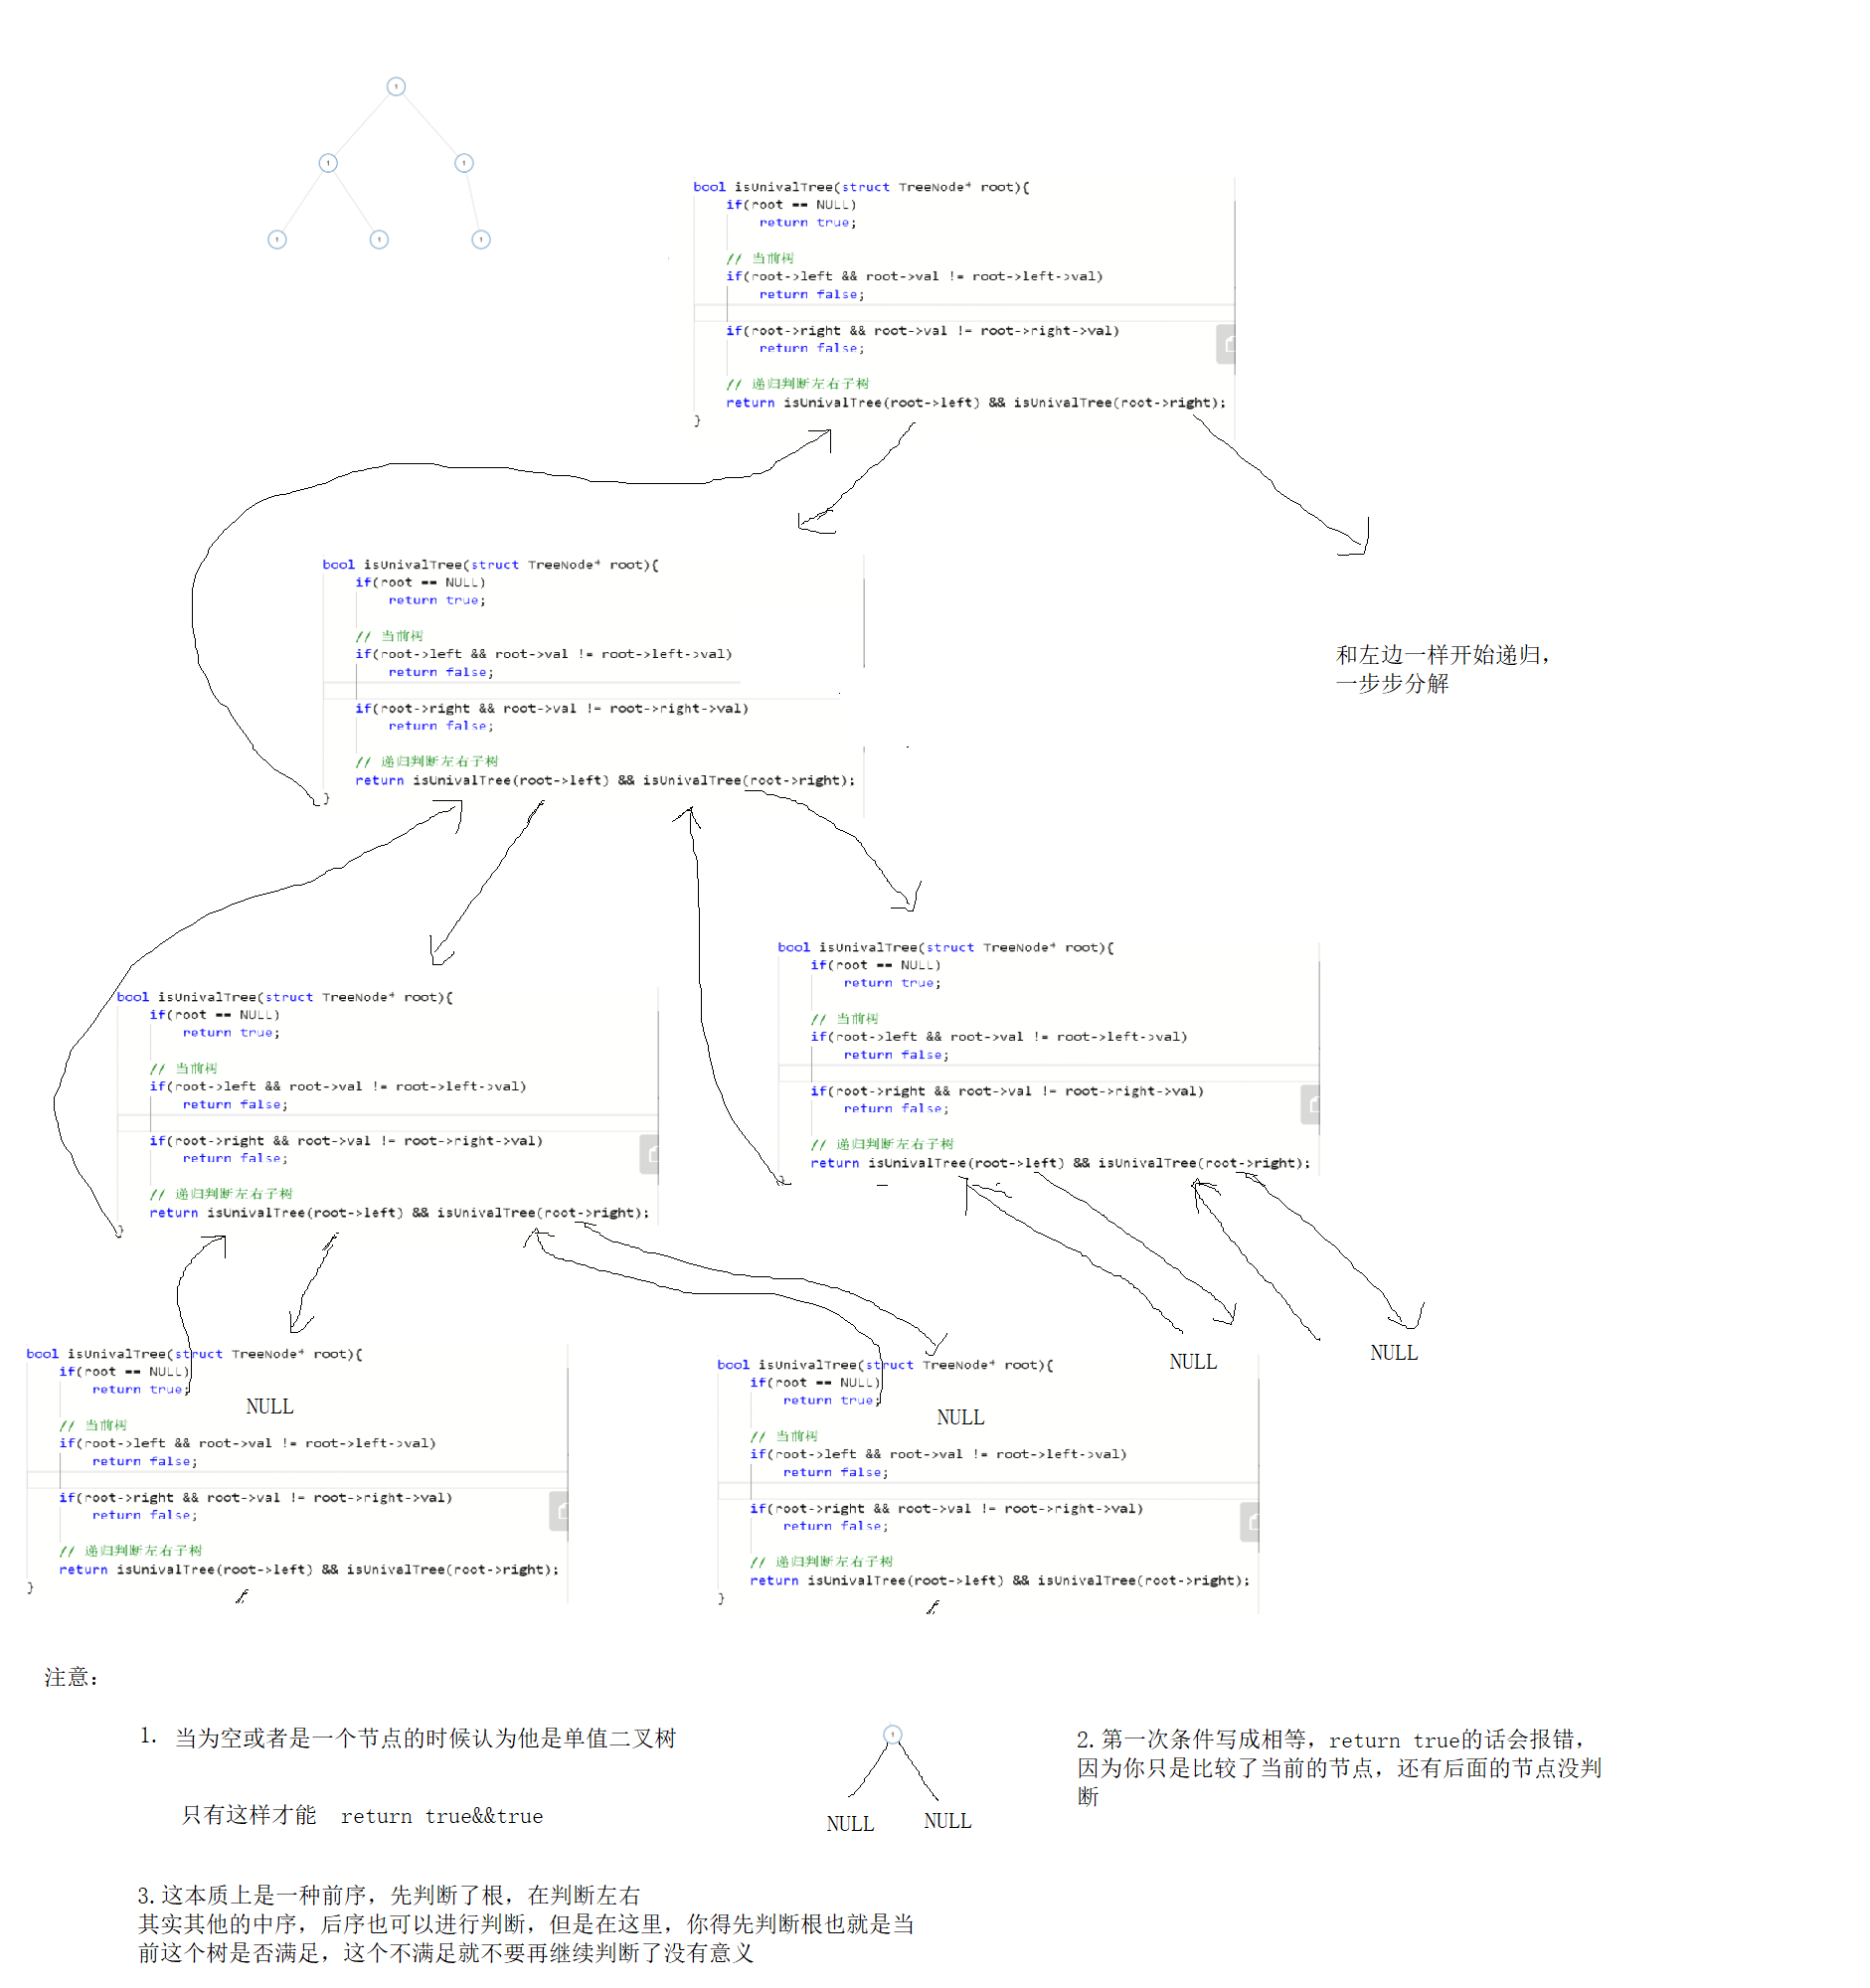 1
1
1
1
1
1
bool isUnivalTree(struct TreeNode* root){
if(root == NULL)
return true;
// 当前树
if(root->left && root->val != root->left->val)
return false;
if(root->right && root->val != root->right->val)
return false;
// 递归判断左右子树
return isUnivalTree(root->left) && isUnivalTree(root->right);
}
bool isUnivalTree(struct TreeNode* root){
if(root == NULL)
return true;
// 当前树
if(root->left && root->val != root->left->val)
return false;
if(root->right && root->val != root->right->val)
return false;
// 递归判断左右子树
return isUnivalTree(root->left) && isUnivalTree(root->right);
}
和左边一样开始递归，
一步步分解
bool isUnivalTree(struct TreeNode* root){
if(root == NULL)
return true;
// 当前树
if(root->left && root->val != root->left->val)
return false;
if(root->right && root->val != root->right->val)
return false;
// 递归判断左右子树
return isUnivalTree(root->left) && isUnivalTree(root->right);
}
bool isUnivalTree(struct TreeNode* root){
if(root == NULL)
return true;
// 当前树
if(root->left && root->val != root->left->val)
return false;
if(root->right && root->val != root->right->val)
return false;
// 递归判断左右子树
return isUnivalTree(root->left) && isUnivalTree(root->right);
}
bool isUnivalTree(struct TreeNode* root){
if(root == NULL)
return true;
NULL
// 当前树
if(root->left && root->val != root->left->val)
return false;
if(root->right && root->val != root->right->val)
return false;
// 递归判断左右子树
return isUnivalTree(root->left) && isUnivalTree(root->right);
}
bool isUnivalTree(struct TreeNode* root){
if(root == NULL)
return true;
NULL
// 当前树
if(root->left && root->val != root->left->val)
return false;
if(root->right && root->val != root->right->val)
return false;
// 递归判断左右子树
return isUnivalTree(root->left) && isUnivalTree(root->right);
}
NULL
NULL
注意：
1. 当为空或者是一个节点的时候认为他是单值二叉树
只有这样才能 return true&&true
1
NULL
NULL
2.第一次条件写成相等，return true的话会报错，
因为你只是比较了当前的节点，还有后面的节点没判
断
3.这本质上是一种前序，先判断了根，在判断左右
其实其他的中序，后序也可以进行判断，但是在这里，你得先判断根也就是当
前这个树是否满足，这个不满足就不要再继续判断了没有意义